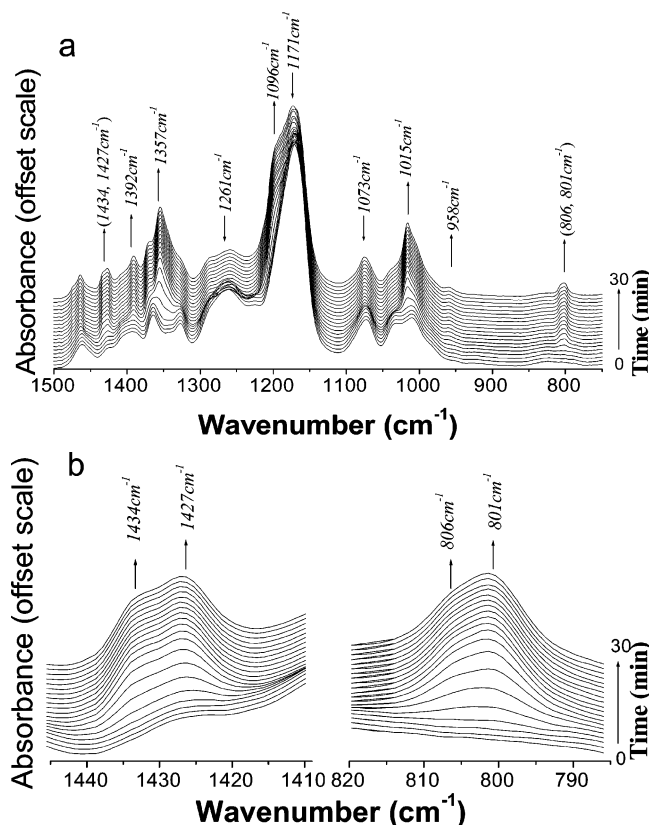 a
(1434, 1427cm-1)
1392cm-1
1357cm-1
1261cm-1
1096cm-1
1171cm-1
1073cm-1
1015cm-1
958cm-1
(806, 801cm-1)
Absorbance (offset scale)
30
0
Time (min)
1500 1400 1300 1200 1100 1000 900 800
Wavenumber (cm-1)
b
1434cm-1
1427cm-1
806cm-1
801cm-1
Absorbance (offset scale)
30
0
Time (min)
1440 1430 1420 1410 820 810 800 790
Wavenumber (cm-1)